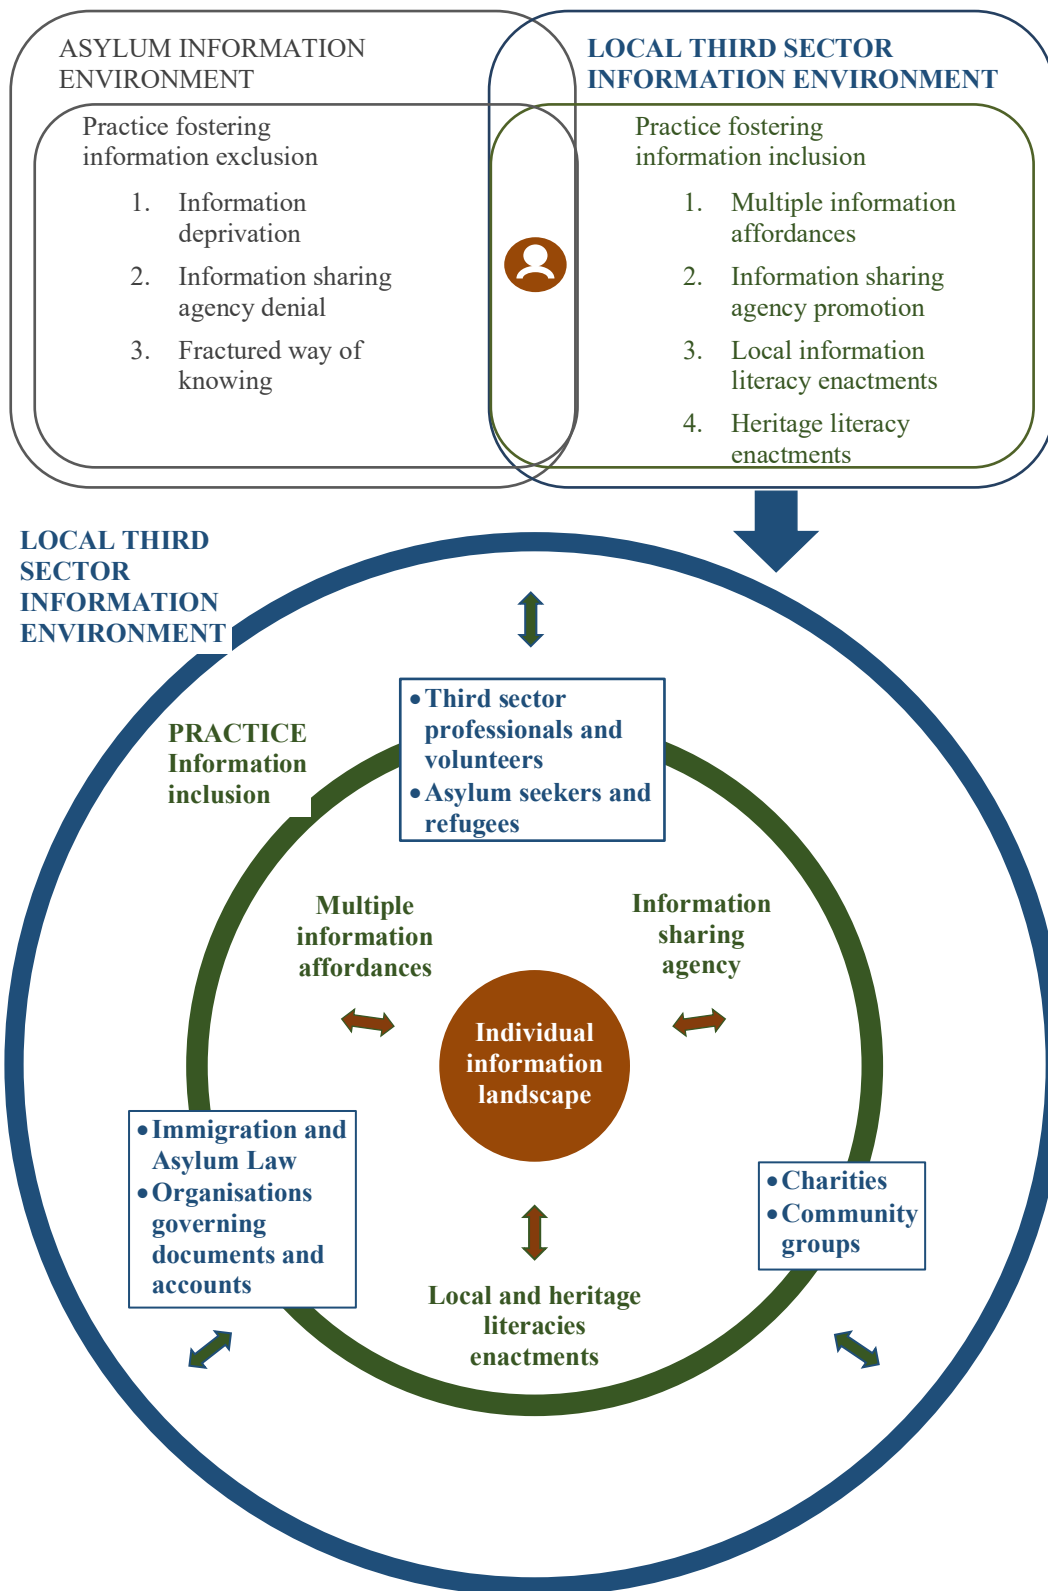 ASYLUM INFORMATION
ENVIRONMENT
Practice fostering
information exclusion
1. Information
deprivation
2. Information sharing
agency denial
3. Fractured way of
knowing
LOCAL THIRD SECTOR
INFORMATION ENVIRONMENT
Practice fostering
information inclusion
1. Multiple information
affordances
2. Information sharing
agency promotion
3. Local information
literacy enactments
4. Heritage literacy
enactments
LOCAL THIRD
SECTOR
INFORMATION
ENVIRONMENT
PRACTICE
Information
inclusion
• Third sector
professionals and
volunteers
• Asylum seekers and
refugees
Multiple
information
affordances
Information
sharing
agency
Individual
information
landscape
• Immigration and
Asylum Law
• Organisations
governing
documents and
accounts
• Charities
• Community
groups
Local and heritage
literacies
enactments